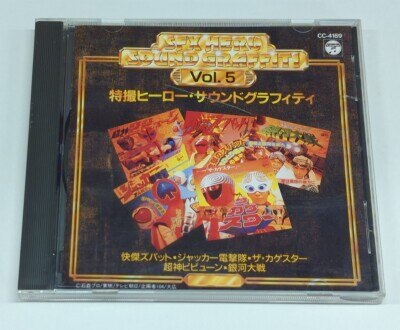 CC-4189
SFX HERO
SOUND GRAFFITI
Vol. 5
特撮ヒーロー・サウンドグラフィティ
快傑ズバット・ジャッカー電撃隊・ザ・カゲスター
超神ビビューン・銀河大戦